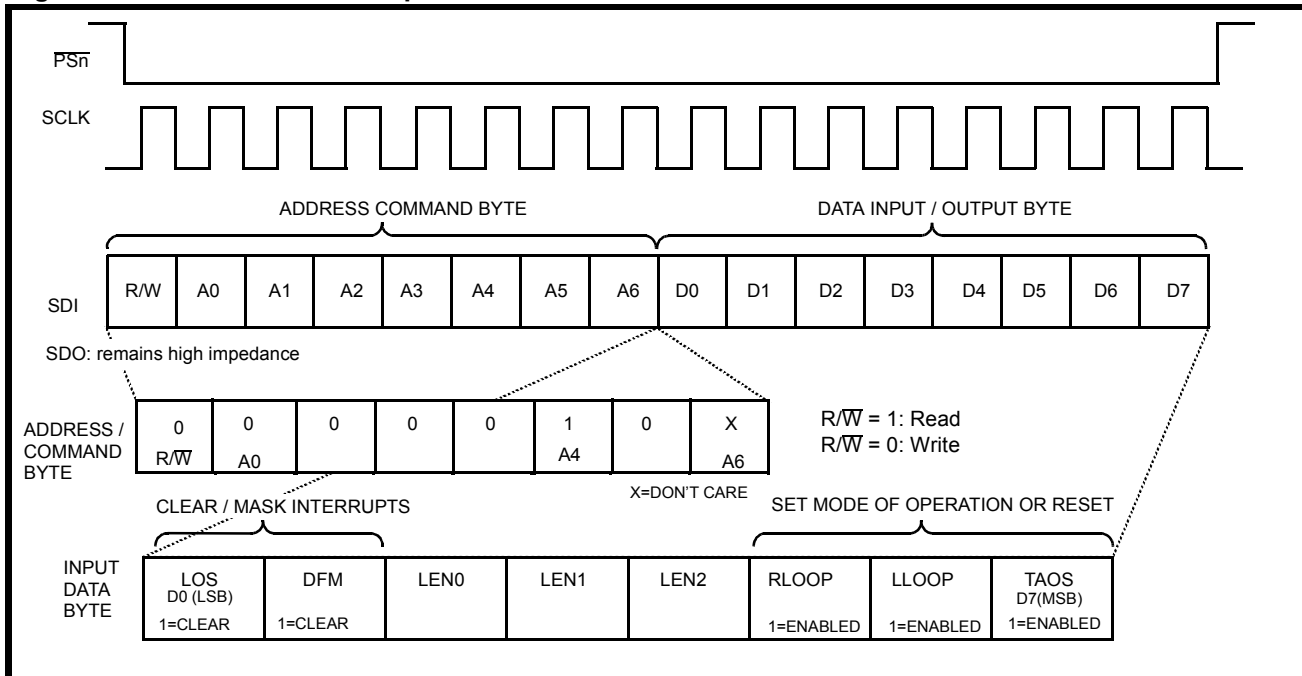 PSn
SCLK
ADDRESS COMMAND BYTE
DATA INPUT / OUTPUT BYTE
SDI
R/W A0 A1 A2 A3 A4 A5 A6 D0 D1 D2 D3 D4 D5 D6 D7
SDO: remains high impedance
ADDRESS / COMMAND BYTE
0 0 0 0 0 1 0 X
R/W A0 A4 A6
R/W = 1: Read
R/W = 0: Write
X=DON'T CARE
CLEAR / MASK INTERRUPTS
SET MODE OF OPERATION OR RESET
INPUT
DATA
BYTE
LOS DFM LEN0 LEN1 LEN2 RLOOP LLOOP TAOS
D0 (LSB) D7(MSB)
1=CLEAR 1=CLEAR 1=ENABLED 1=ENABLED 1=ENABLED